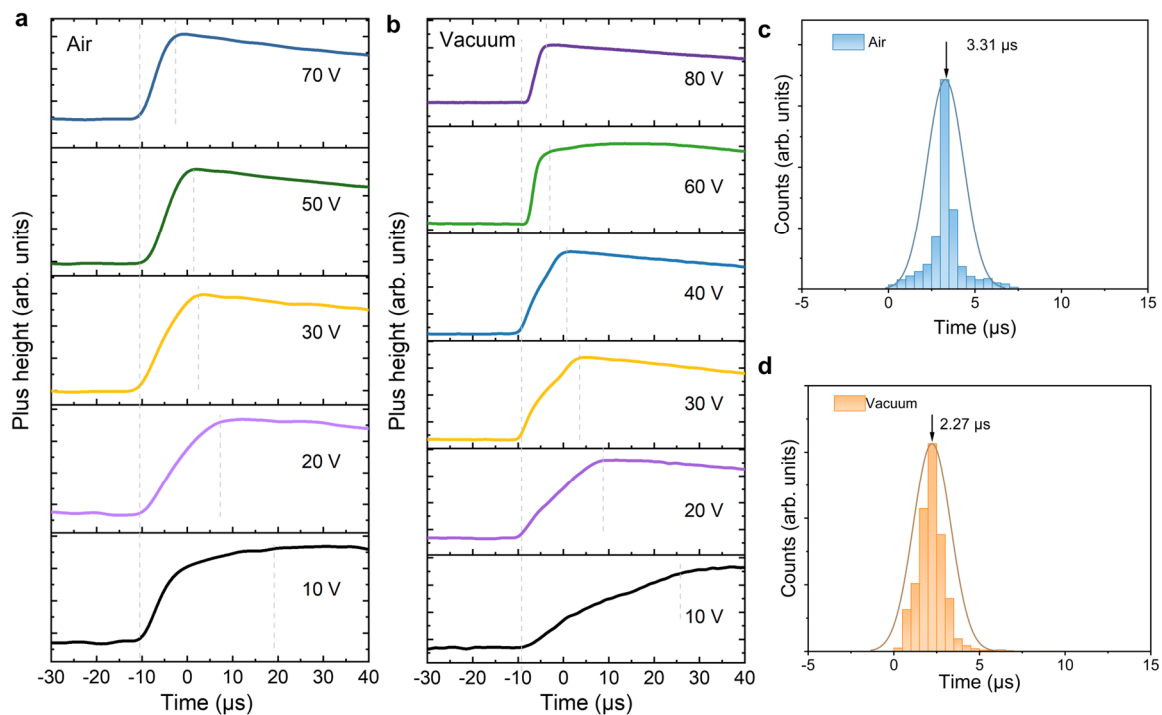 a
Air
70 V
50 V
30 V
20 V
10 V
Plus height (arb. units)
-30 -20 -10 0 10 20 30 40
Time (µs)
b
Vacuum
80 V
60 V
40 V
30 V
20 V
10 V
Plus height (arb. units)
-30 -20 -10 0 10 20 30 40
Time (µs)
c
Air
3.31 µs
Counts (arb. units)
-5 0 5 10 15
Time (µs)
d
Vacuum
2.27 µs
Counts (arb. units)
-5 0 5 10 15
Time (µs)